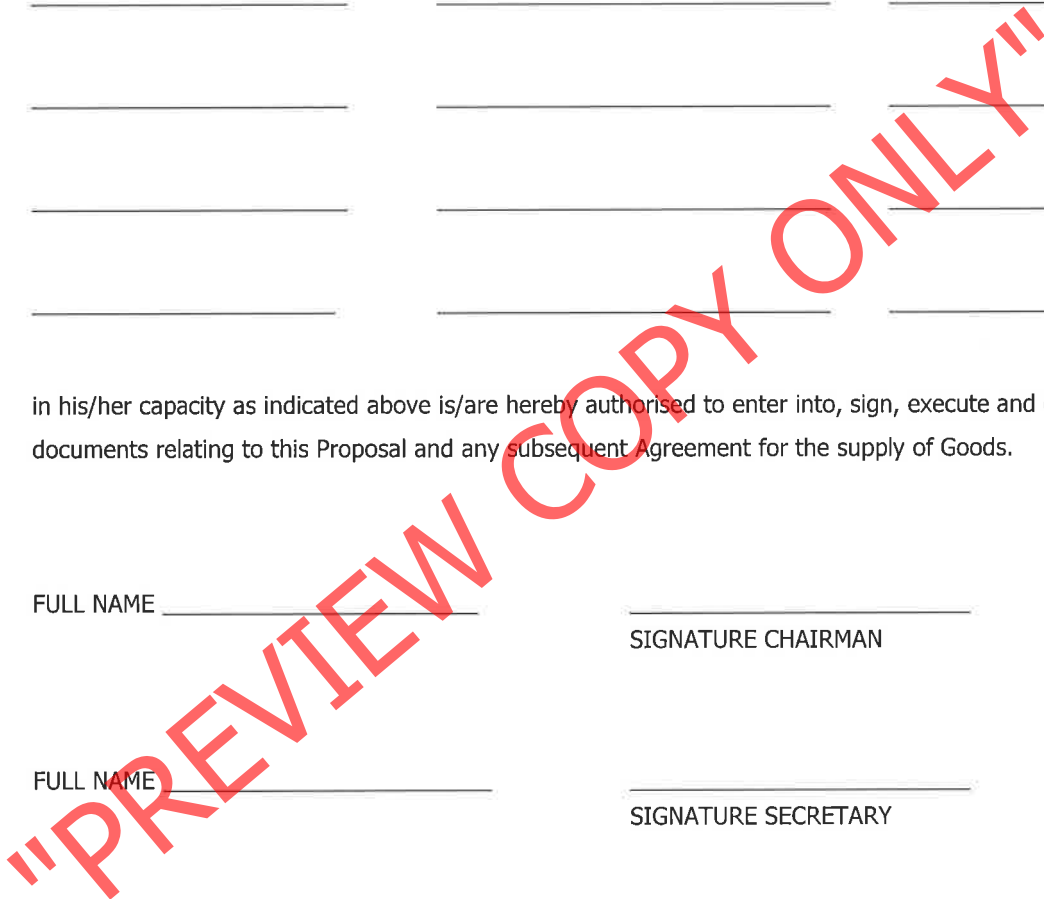 in his/her capacity as indicated above is/are hereby authorised to enter into, sign, execute and
documents relating to this Proposal and any subsequent Agreement for the supply of Goods.
FULL NAME
SIGNATURE CHAIRMAN
FULL NAME
SIGNATURE SECRETARY
"PREVIEW COPY ONLY"